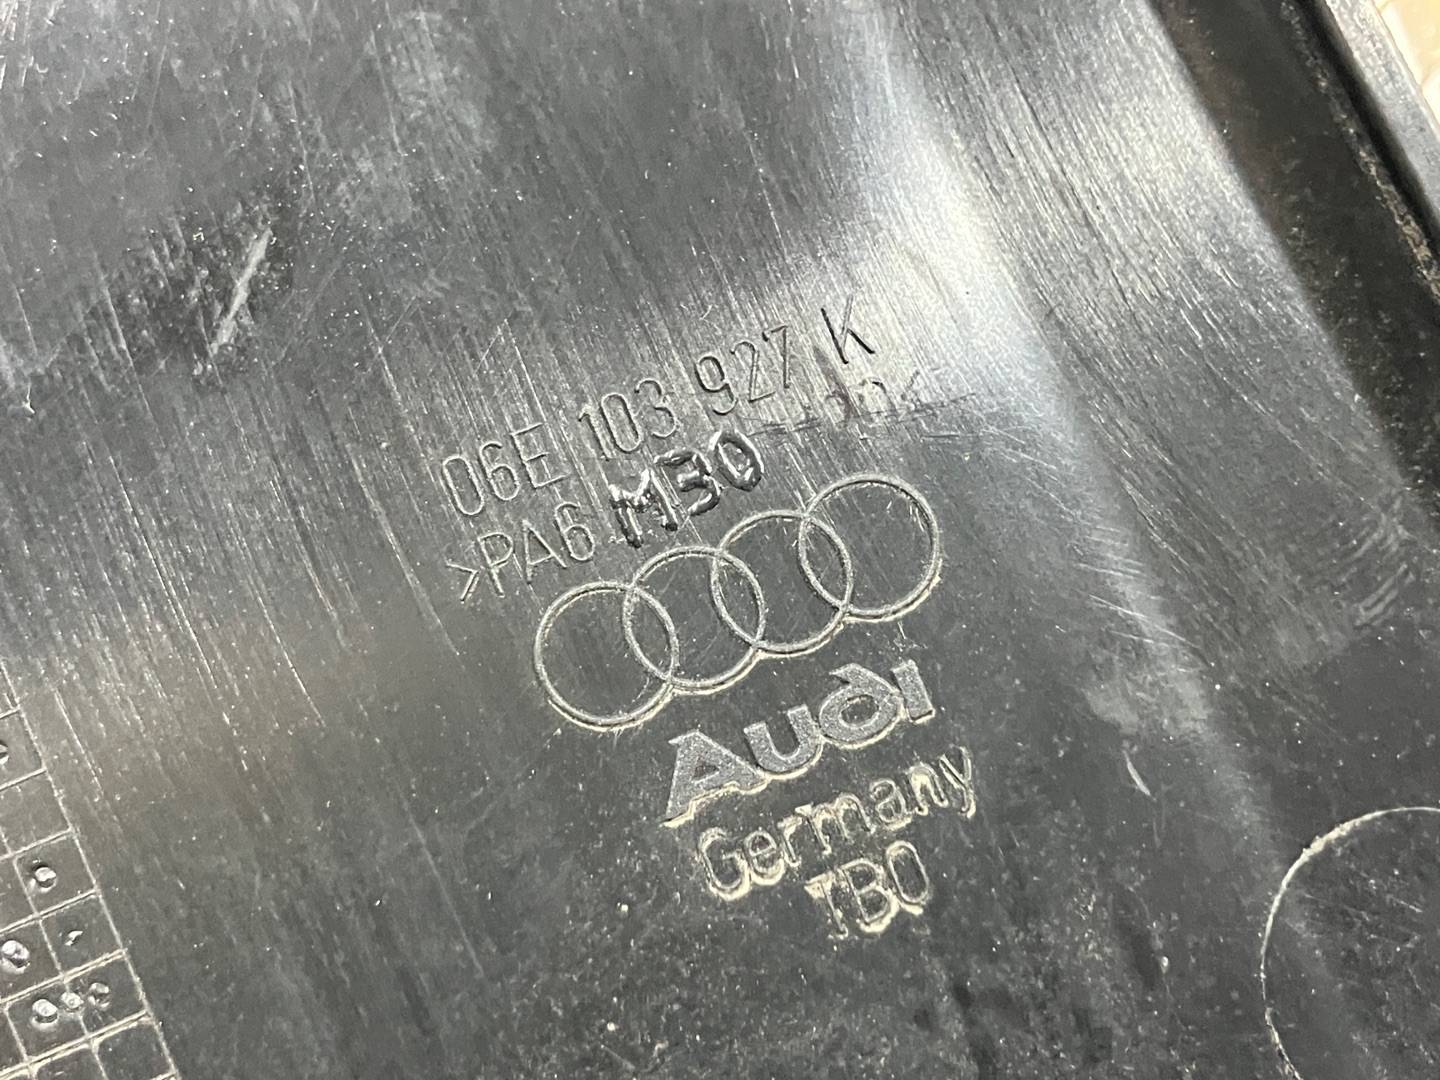 06E 103 927 K
>PA6 M30
Audi
Germany
TBO